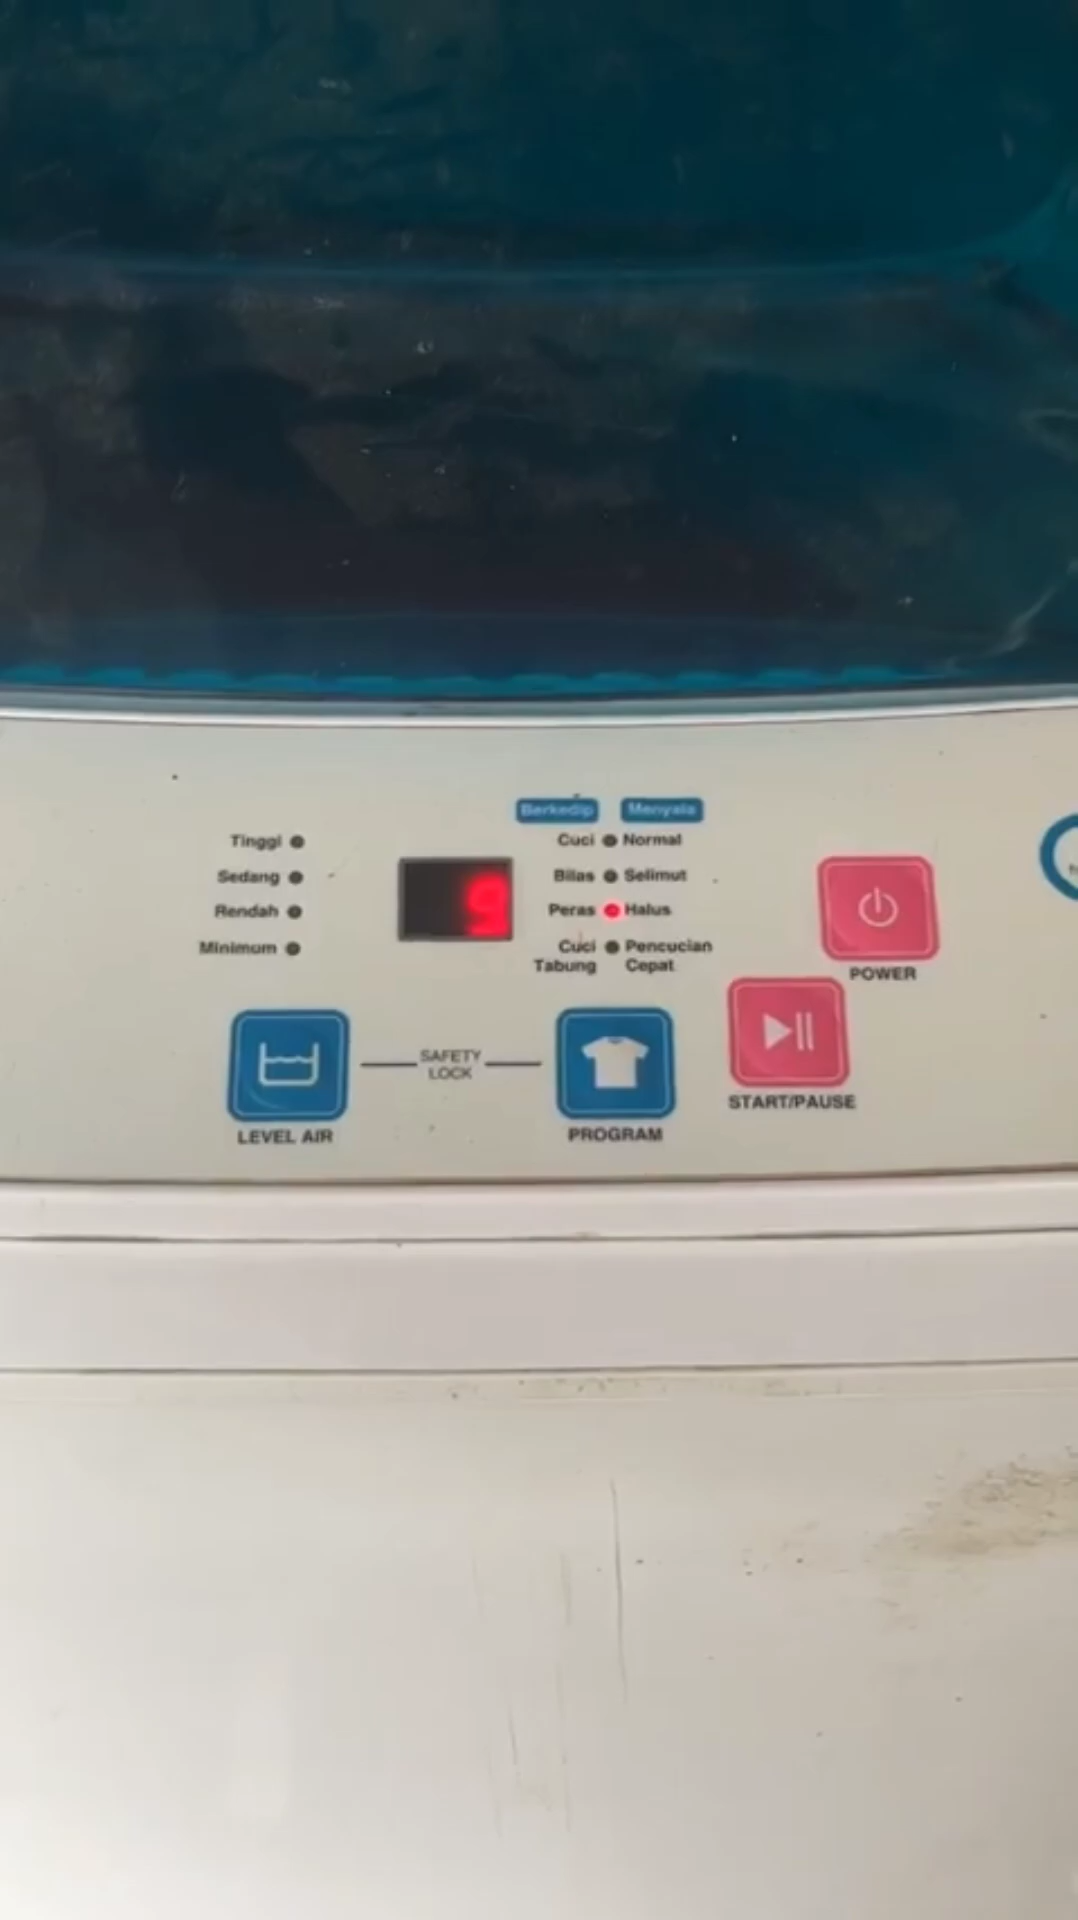 Berkedip Menyala
Tinggi
Cuci Normal
Sedang
Bilas Selimut
9
Rendah
Peras Halus
Minimum
Cuci Tabung
Pencucian Cepat
POWER
SAFETY
LOCK
START/PAUSE
LEVEL AIR
PROGRAM